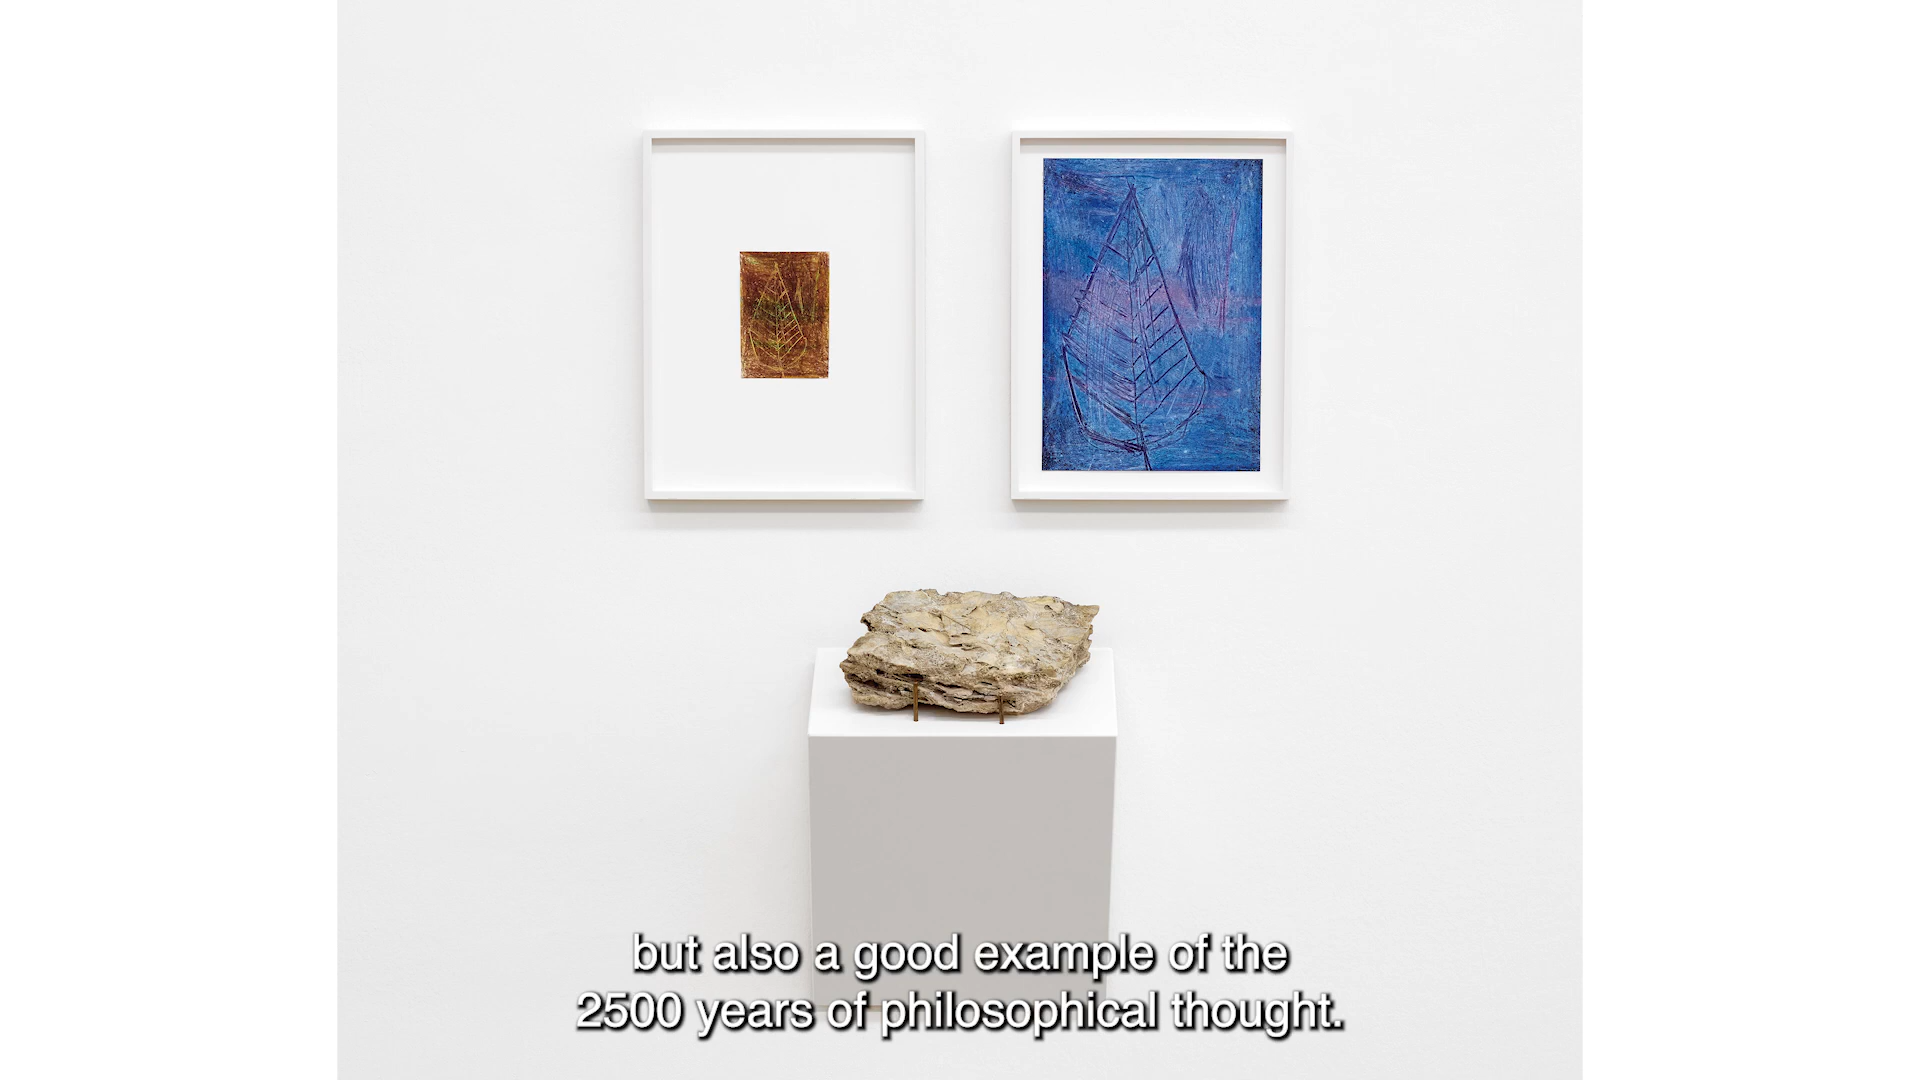 but also a good example of the
2500 years of philosophical thought.